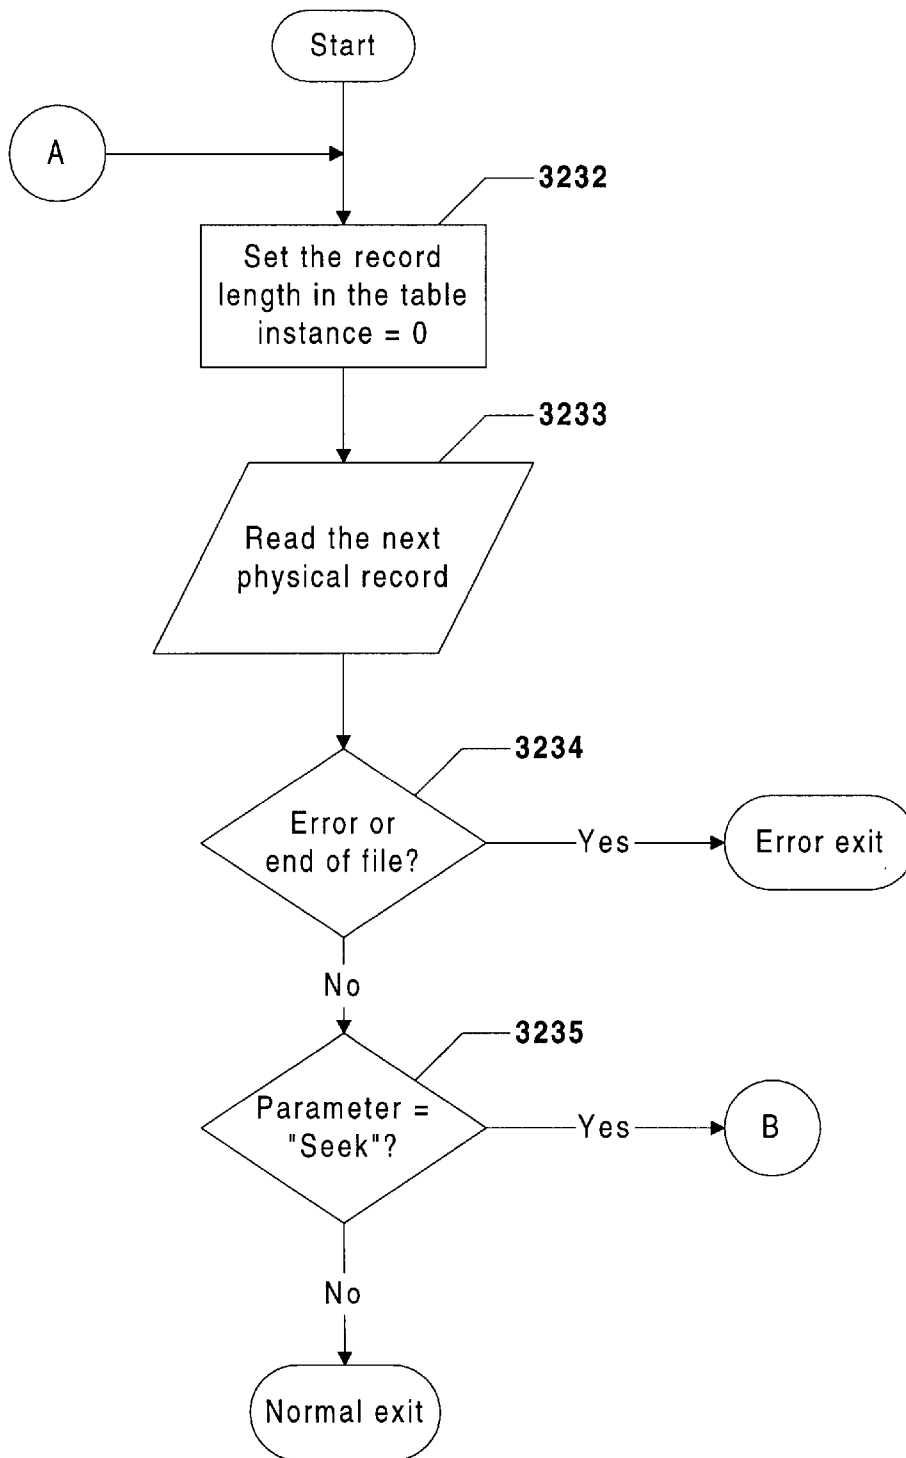 Start
A
3232
Set the record
length in the table
instance = 0
3233
Read the next
physical record
3234
Error or
end of file?
Yes
Error exit
No
3235
Parameter =
"Seek"?
Yes
B
No
Normal exit